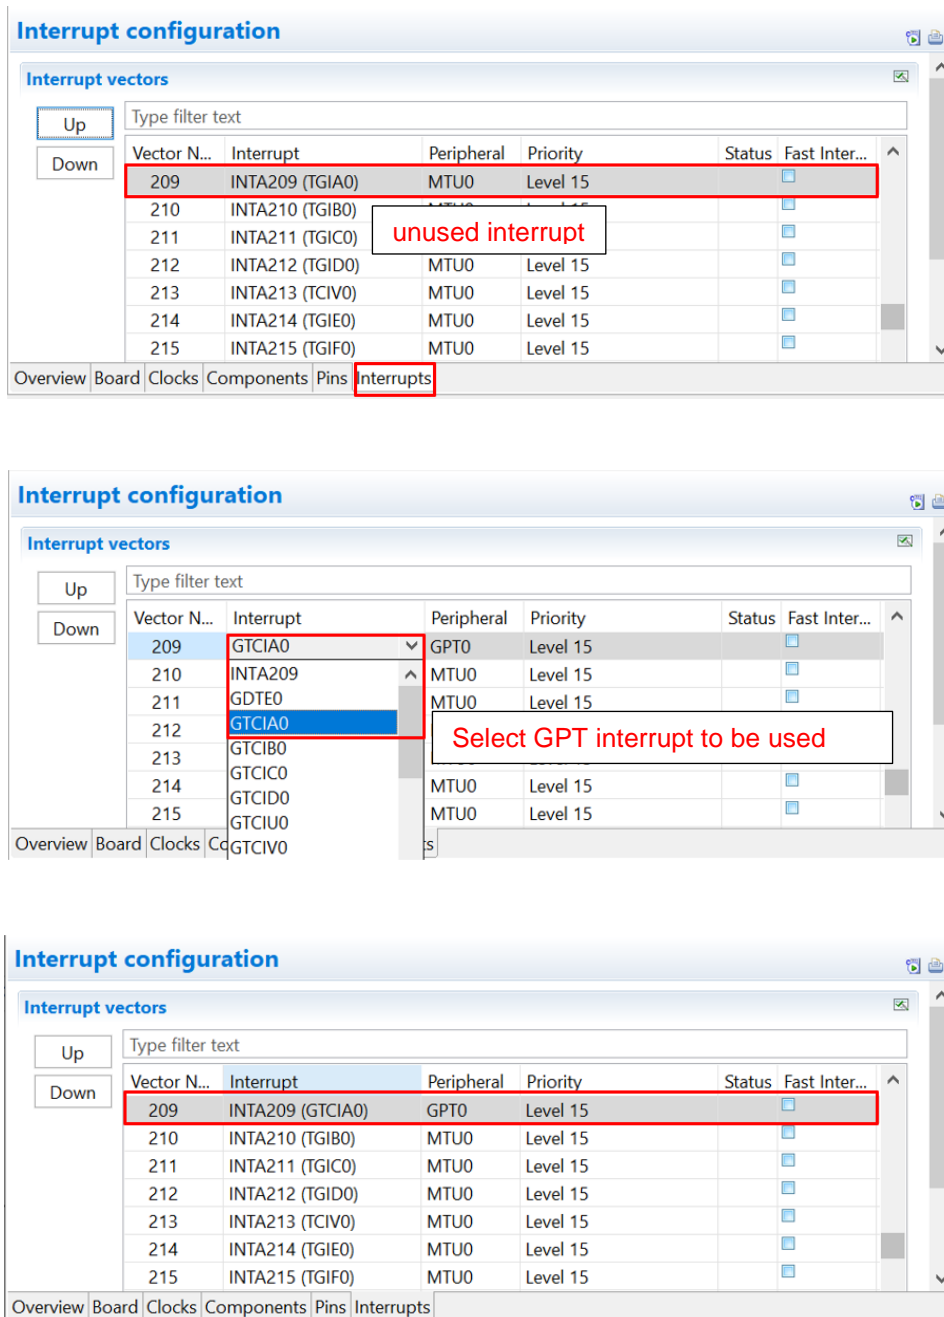 Interrupt configuration
Interrupt vectors
Up
Down
Type filter text
Vector N... Interrupt Peripheral Priority Status Fast Inter...
209 INTA209 (TGIA0) MTU0 Level 15
210 INTA210 (TGIB0)
211 INTA211 (TGIC0)
unused interrupt
212 INTA212 (TGID0) MTU0 Level 15
213 INTA213 (TCIV0) MTU0 Level 15
214 INTA214 (TGIE0) MTU0 Level 15
215 INTA215 (TGIF0) MTU0 Level 15
Overview Board Clocks Components Pins Interrupts
Interrupt configuration
Interrupt vectors
Up
Down
Type filter text
Vector N... Interrupt Peripheral Priority Status Fast Inter...
209 GTCIA0 GPT0 Level 15
210 INTA209 MTU0 Level 15
211 GDTE0 MTU0 Level 15
212 GTCIA0
Select GPT interrupt to be used
213 GTCIB0
214 GTCIC0 MTU0 Level 15
GTCID0
215 GTCIU0 MTU0 Level 15
Overview Board Clocks GTCIV0
Interrupt configuration
Interrupt vectors
Up
Down
Type filter text
Vector N... Interrupt Peripheral Priority Status Fast Inter...
209 INTA209 (GTCIA0) GPT0 Level 15
210 INTA210 (TGIB0) MTU0 Level 15
211 INTA211 (TGIC0) MTU0 Level 15
212 INTA212 (TGID0) MTU0 Level 15
213 INTA213 (TCIV0) MTU0 Level 15
214 INTA214 (TGIE0) MTU0 Level 15
215 INTA215 (TGIF0) MTU0 Level 15
Overview Board Clocks Components Pins Interrupts